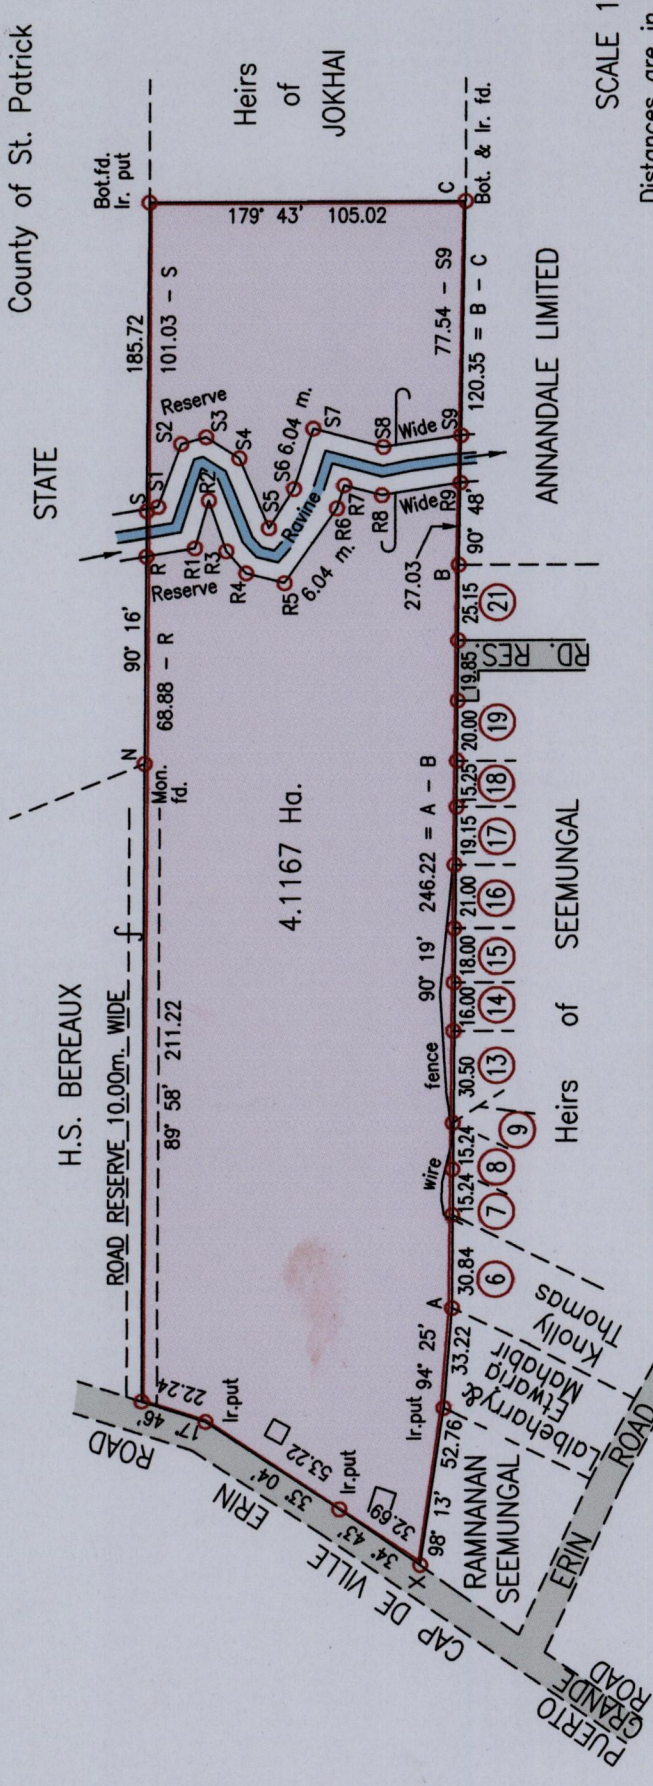 County of St. Patrick
STATE
H.S. BEREAUX
ROAD RESERVE 10.00m. WIDE
89° 58' 211.22
N
Mon.
fd.
90° 16'
68.88 – R
185.72
101.03 – S
Bot.fd.
Ir. put
Heirs
of
JOKHAI
179° 43' 105.02
C
Bot. & Ir. fd.
R
R1
R2
R3
R4
R5
R6
R7
R8
R9
S
S1
S2
S3
S4
S5
S6
S7
S8
S9
Reserve
Reserve
Ravine
6.04 m.
6.04 m.
Wide
Wide
77.54 – S9
120.35 = B – C
90° 48'
27.03
B
4.1167 Ha.
90° 19' 246.22 = A – B
wire fence
A
30.84
15.24
15.24
30.50
16.00
18.00
21.00
19.15
15.25
20.00
19.85
25.15
6
7
8
9
13
14
15
16
17
18
19
21
RD. RES.
ANNANDALE LIMITED
Heirs of SEEMUNGAL
17° 46' 22.24
Ir.put
33° 04' 53.22
Ir.put
34° 43' 32.69
X
98° 13' 52.76
Ir.put
94° 25'
33.22
RAMNANAN
SEEMUNGAL
Lalbeharry&
Etwaria
Mahabir
Knolly
Thomas
CAP DE VILLE ERIN ROAD
ERIN ROAD
PUERTO
GRANDE
ROAD
SCALE 1
Distances are in